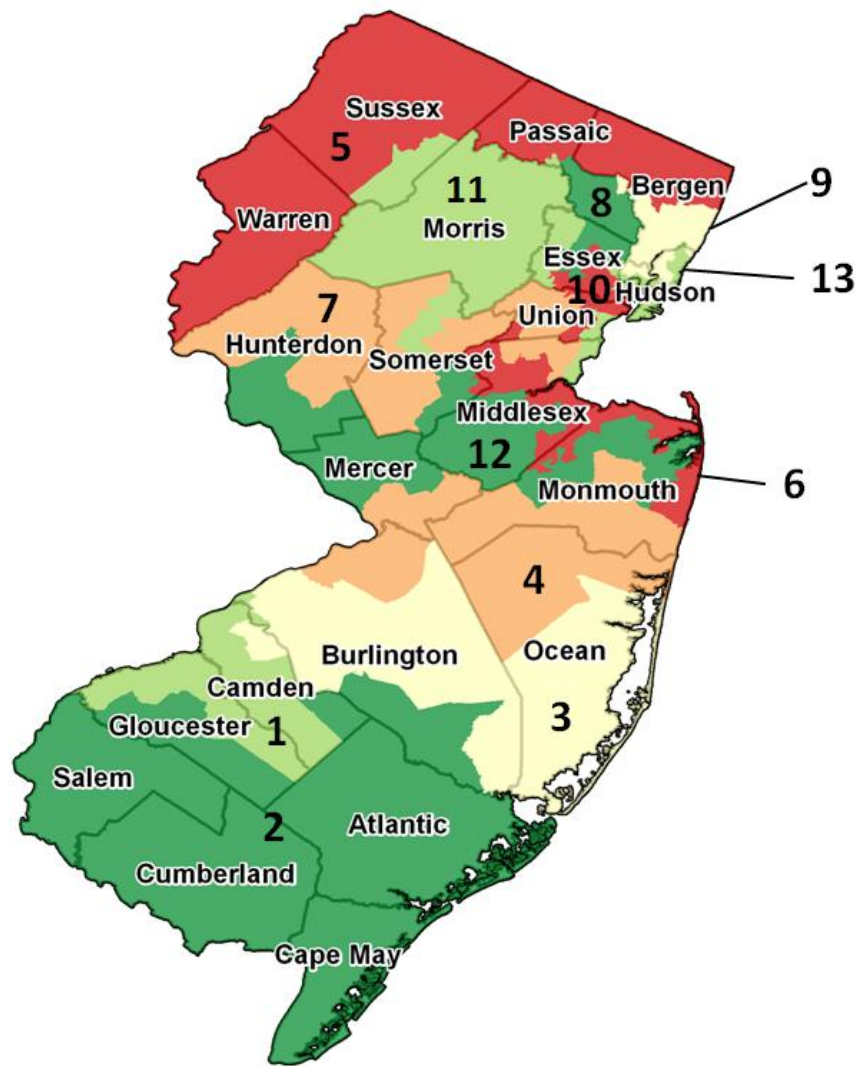 Sussex
Passaic
5
Bergen
9
11
8
Warren
Morris
Essex
13
10
Hudson
7
Union
Hunterdon
Somerset
Middlesex
12
Mercer
Monmouth
6
4
Burlington
Ocean
Camden
3
Gloucester
1
Salem
2
Atlantic
Cumberland
Cape May